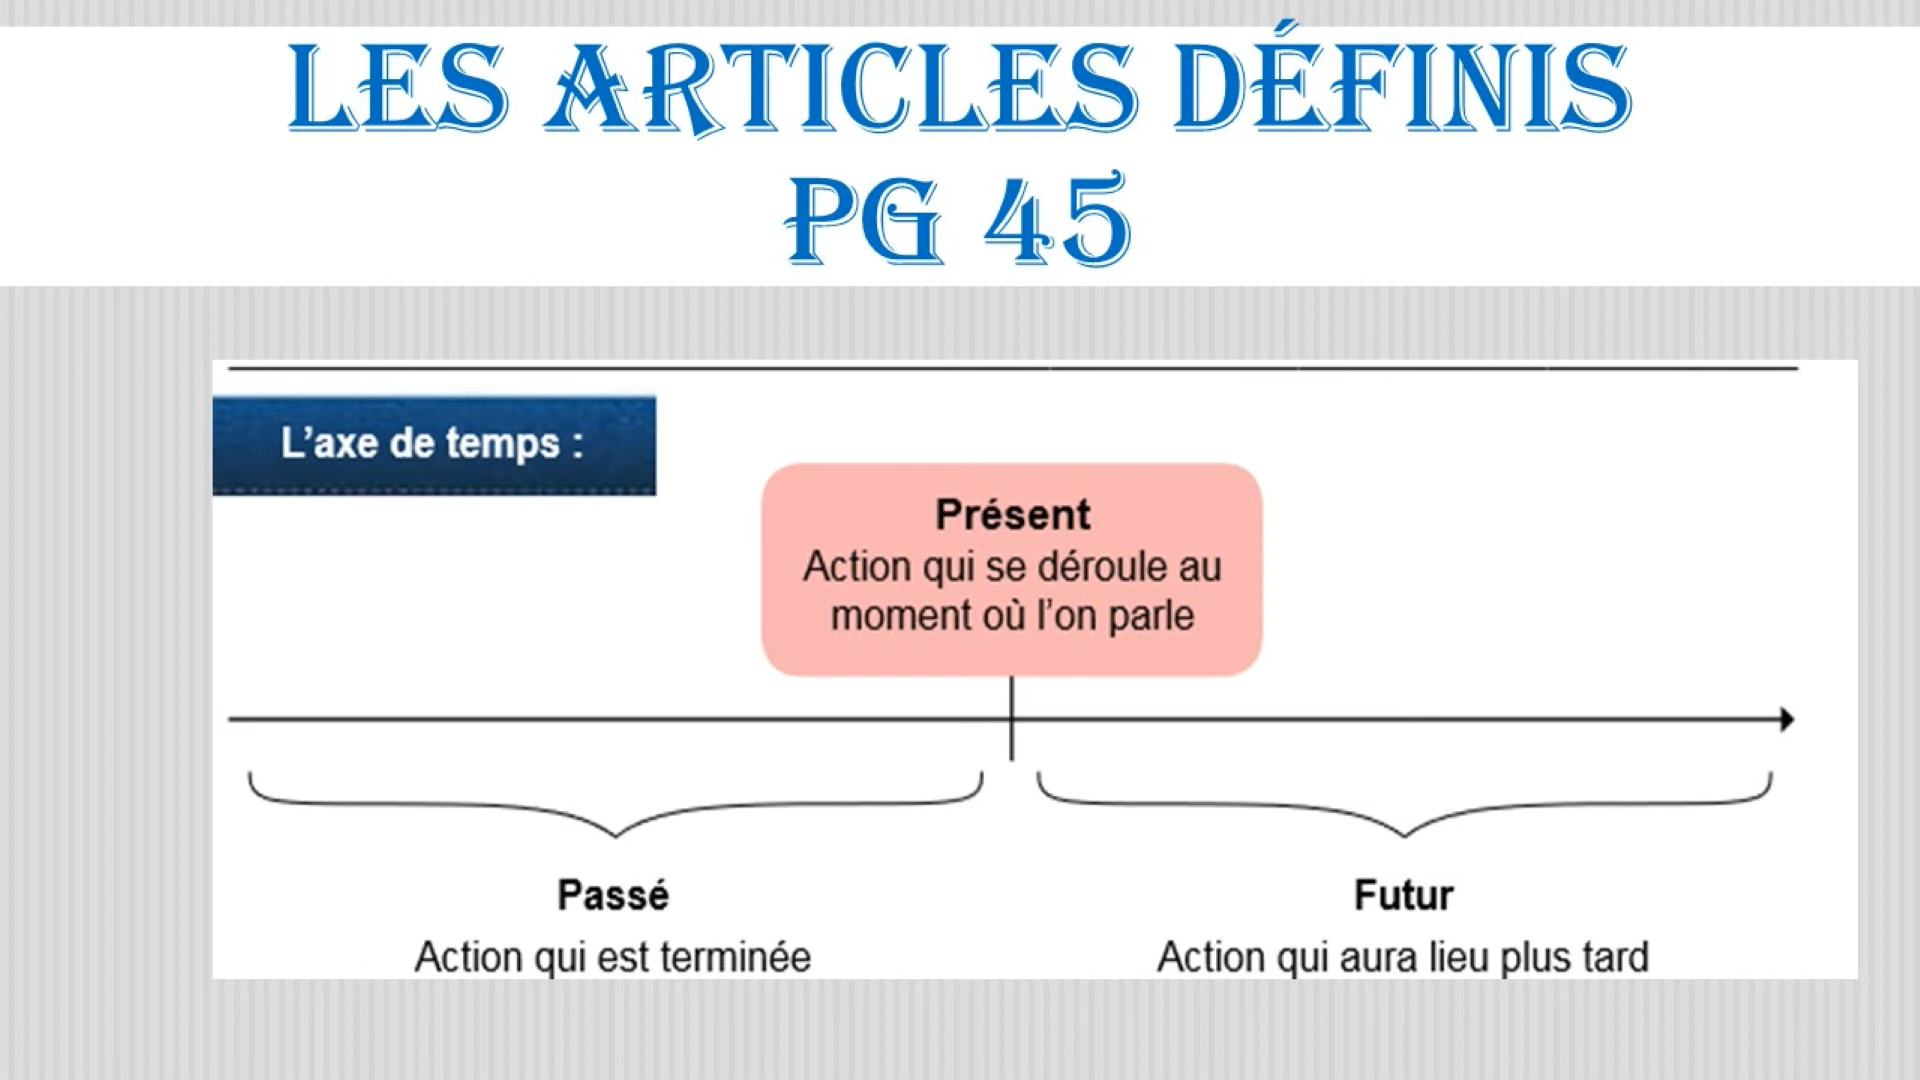 LES ARTICLES DÉFINIS
PG 45
L'axe de temps :
Présent
Action qui se déroule au
moment où l'on parle
Passé
Action qui est terminée
Futur
Action qui aura lieu plus tard